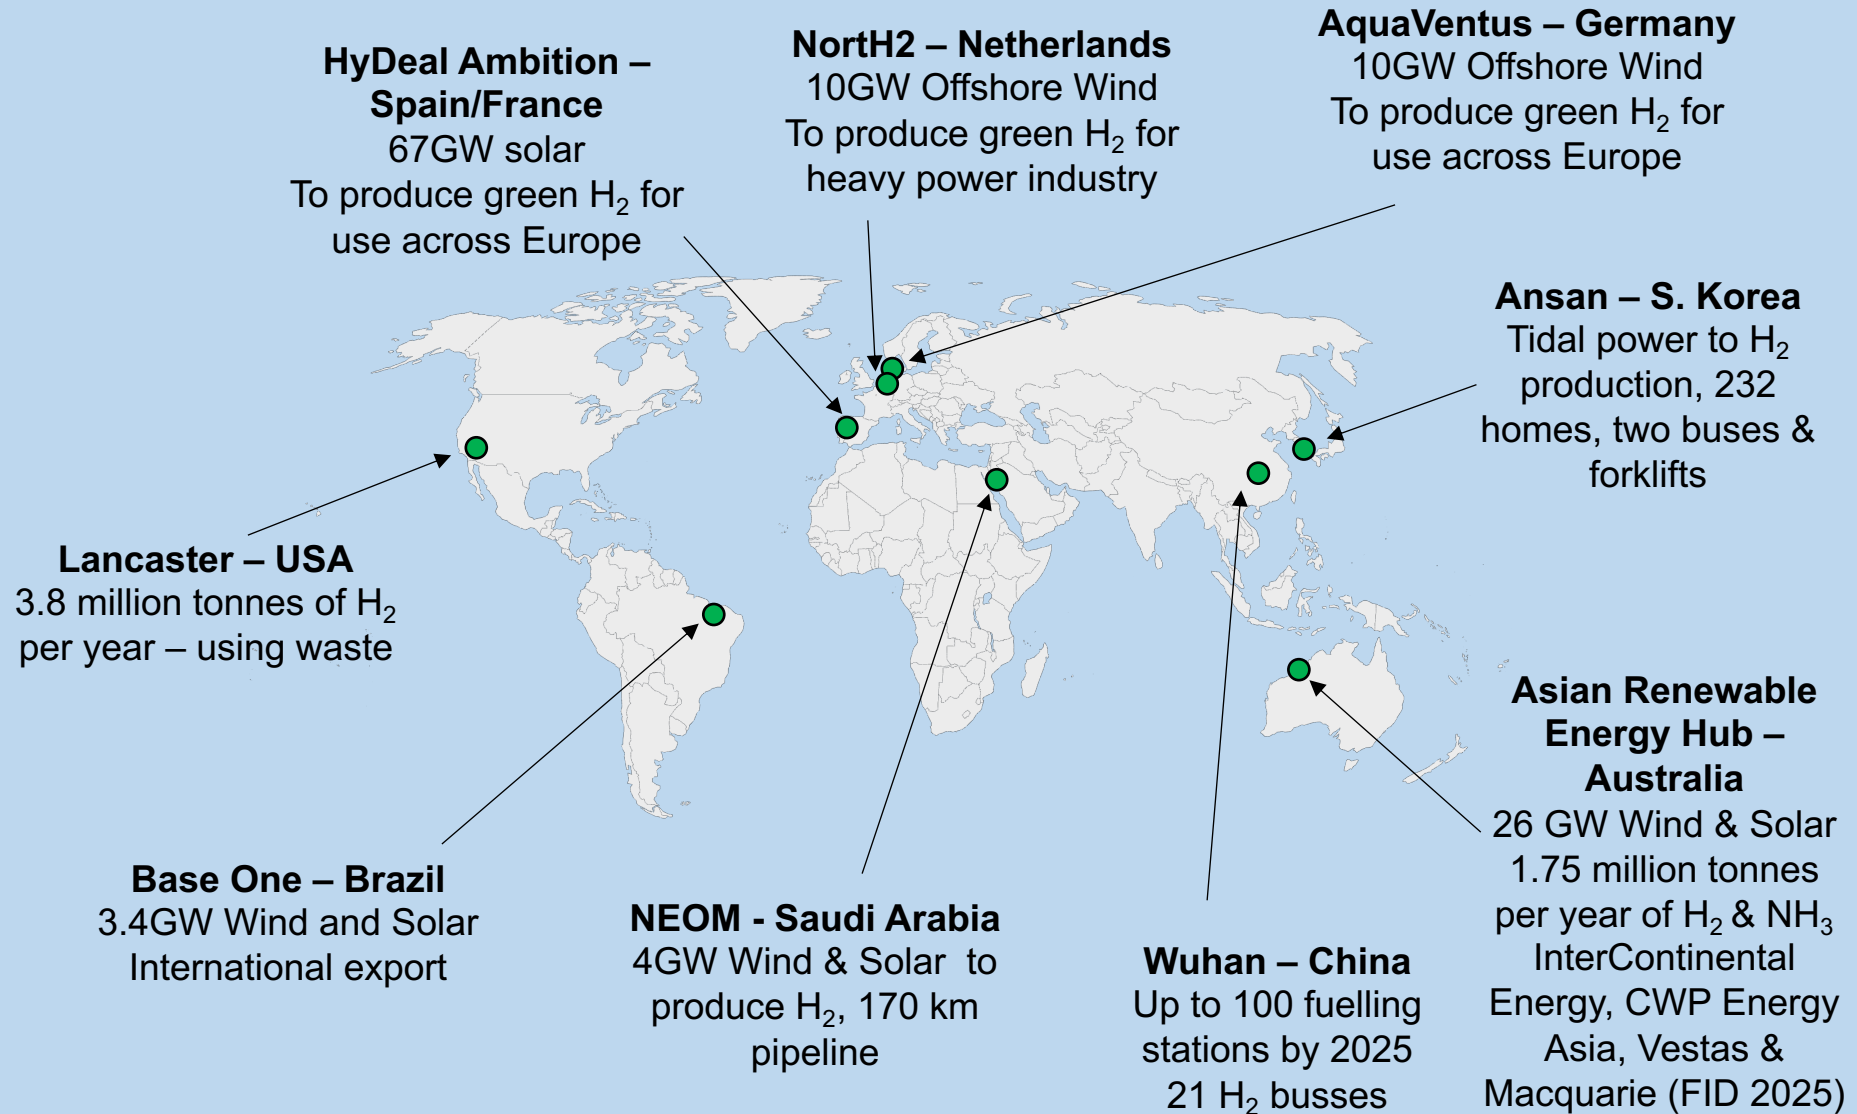 HyDeal Ambition –
Spain/France
67GW solar
To produce green H₂ for
use across Europe
NortH2 – Netherlands
10GW Offshore Wind
To produce green H₂ for
heavy power industry
AquaVentus – Germany
10GW Offshore Wind
To produce green H₂ for
use across Europe
Ansan – S. Korea
Tidal power to H₂
production, 232
homes, two buses &
forklifts
Lancaster – USA
3.8 million tonnes of H₂
per year – using waste
Base One – Brazil
3.4GW Wind and Solar
International export
NEOM - Saudi Arabia
4GW Wind & Solar to
produce H₂, 170 km
pipeline
Wuhan – China
Up to 100 fuelling
stations by 2025
21 H₂ busses
Asian Renewable
Energy Hub –
Australia
26 GW Wind & Solar
1.75 million tonnes
per year of H₂ & NH₃
InterContinental
Energy, CWP Energy
Asia, Vestas &
Macquarie (FID 2025)